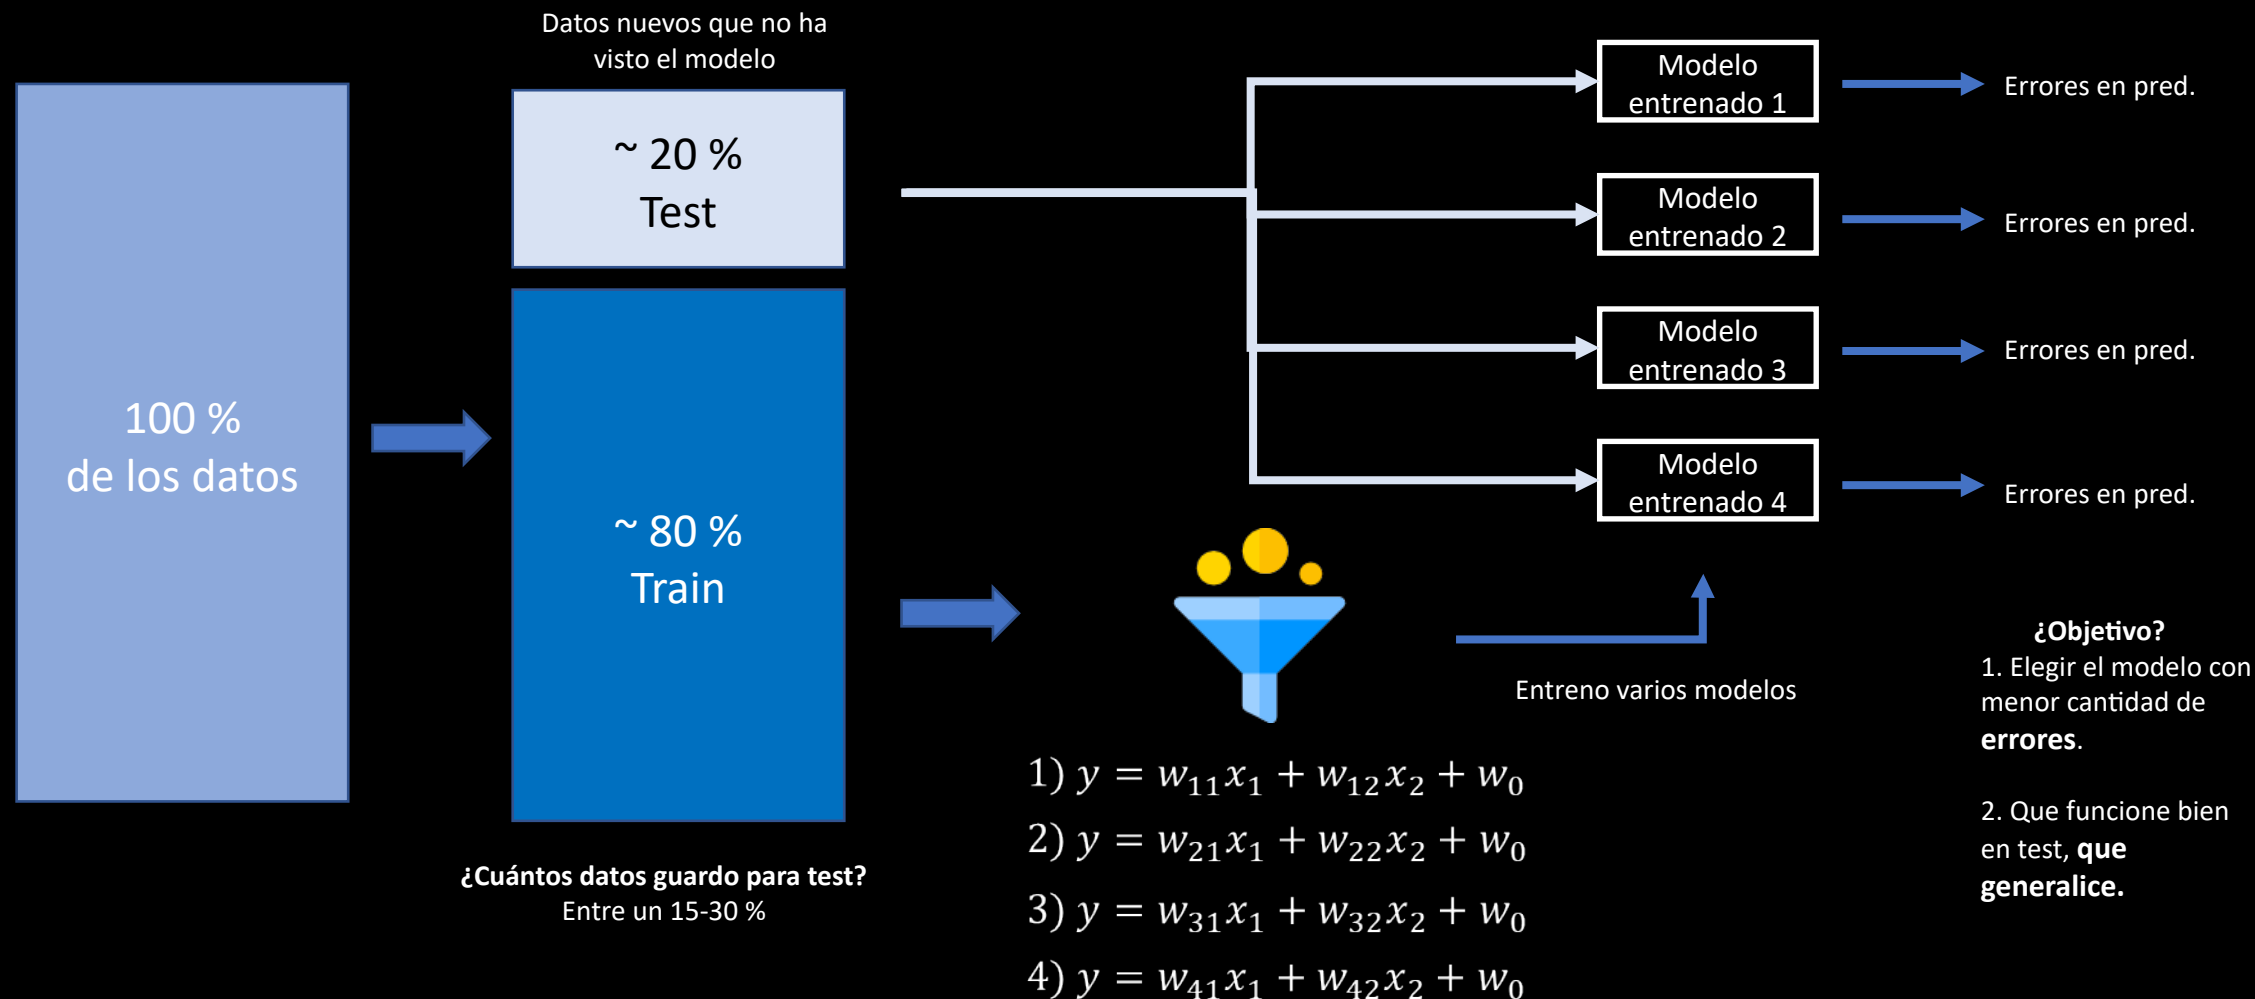 Datos nuevos que no ha
visto el modelo
~ 20 %
Test
100 %
de los datos
~ 80 %
Train
¿Cuántos datos guardo para test?
Entre un 15-30 %
Modelo
entrenado 1
Errores en pred.
Modelo
entrenado 2
Errores en pred.
Modelo
entrenado 3
Errores en pred.
Modelo
entrenado 4
Errores en pred.
Entreno varios modelos
1) y = w₁₁x₁ + w₁₂x₂ + w₀
2) y = w₂₁x₁ + w₂₂x₂ + w₀
3) y = w₃₁x₁ + w₃₂x₂ + w₀
4) y = w₄₁x₁ + w₄₂x₂ + w₀
¿Objetivo?
1. Elegir el modelo con
menor cantidad de
errores.
2. Que funcione bien
en test, que
generalice.